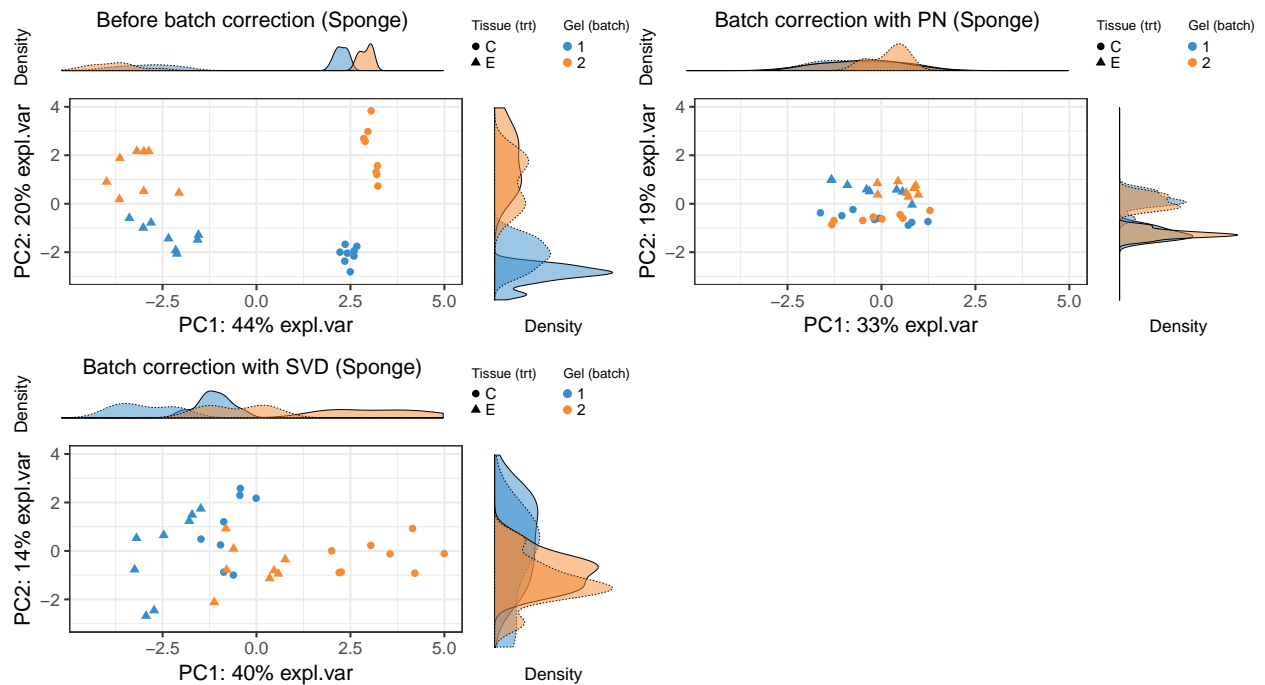 Before batch correction (Sponge)
Density
Tissue (trt)
C
E
Gel (batch)
1
2
PC2: 20% expl.var
4
2
0
−2
−2.5
0.0
2.5
5.0
PC1: 44% expl.var
Density
Batch correction with PN (Sponge)
Density
Tissue (trt)
C
E
Gel (batch)
1
2
PC2: 19% expl.var
4
2
0
−2
−2.5
0.0
2.5
5.0
PC1: 33% expl.var
Density
Batch correction with SVD (Sponge)
Density
Tissue (trt)
C
E
Gel (batch)
1
2
PC2: 14% expl.var
4
2
0
−2
−2.5
0.0
2.5
5.0
PC1: 40% expl.var
Density